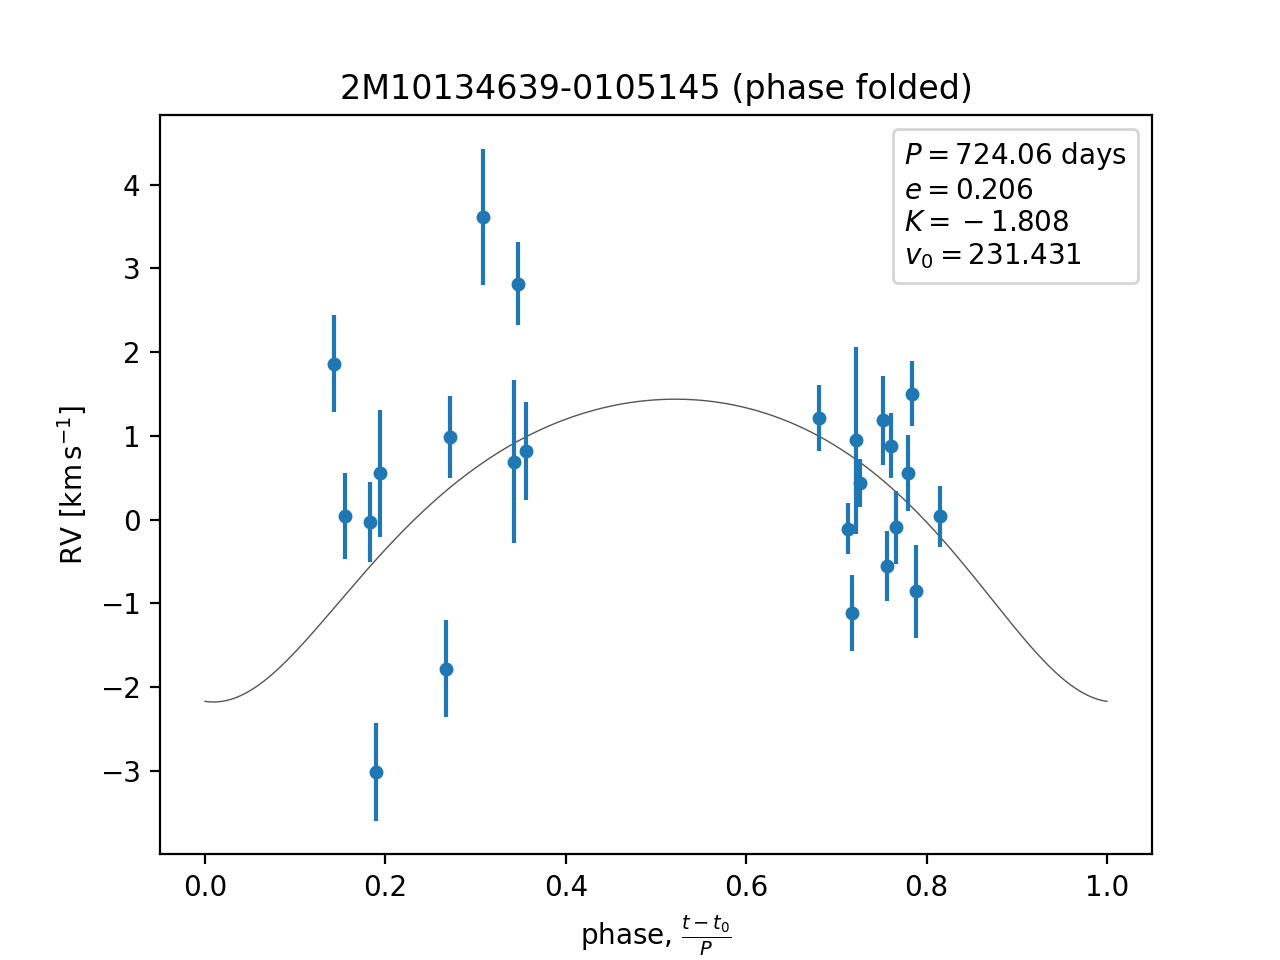 2M10134639-0105145 (phase folded)
P = 724.06 days
e = 0.206
K = −1.808
v₀ = 231.431
4
3
2
1
0
−1
−2
−3
RV [km s⁻¹]
0.0 0.2 0.4 0.6 0.8 1.0
phase, (t − t₀)/P